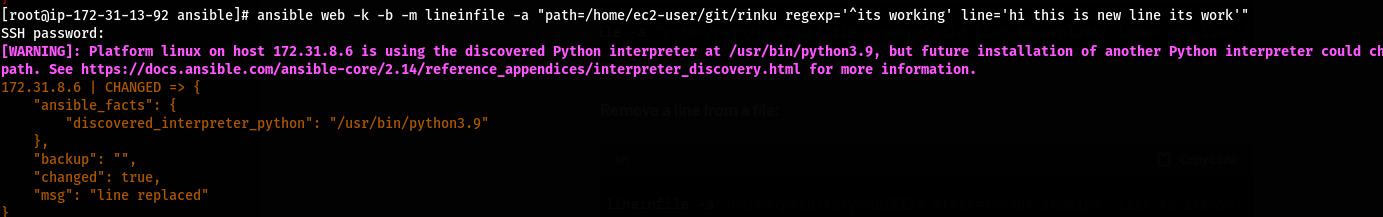 [root@ip-172-31-13-92 ansible]# ansible web -k -b -m lineinfile -a "path=/home/ec2-user/git/rinku regexp='^its working' line='hi this is new line its work'"
SSH password:
[WARNING]: Platform linux on host 172.31.8.6 is using the discovered Python interpreter at /usr/bin/python3.9, but future installation of another Python interpreter could ch
path. See https://docs.ansible.com/ansible-core/2.14/reference_appendices/interpreter_discovery.html for more information.
172.31.8.6 | CHANGED => {
    "ansible_facts": {
        "discovered_interpreter_python": "/usr/bin/python3.9"
    },
    "backup": "",
    "changed": true,
    "msg": "line replaced"
}
Remove a line from a file: